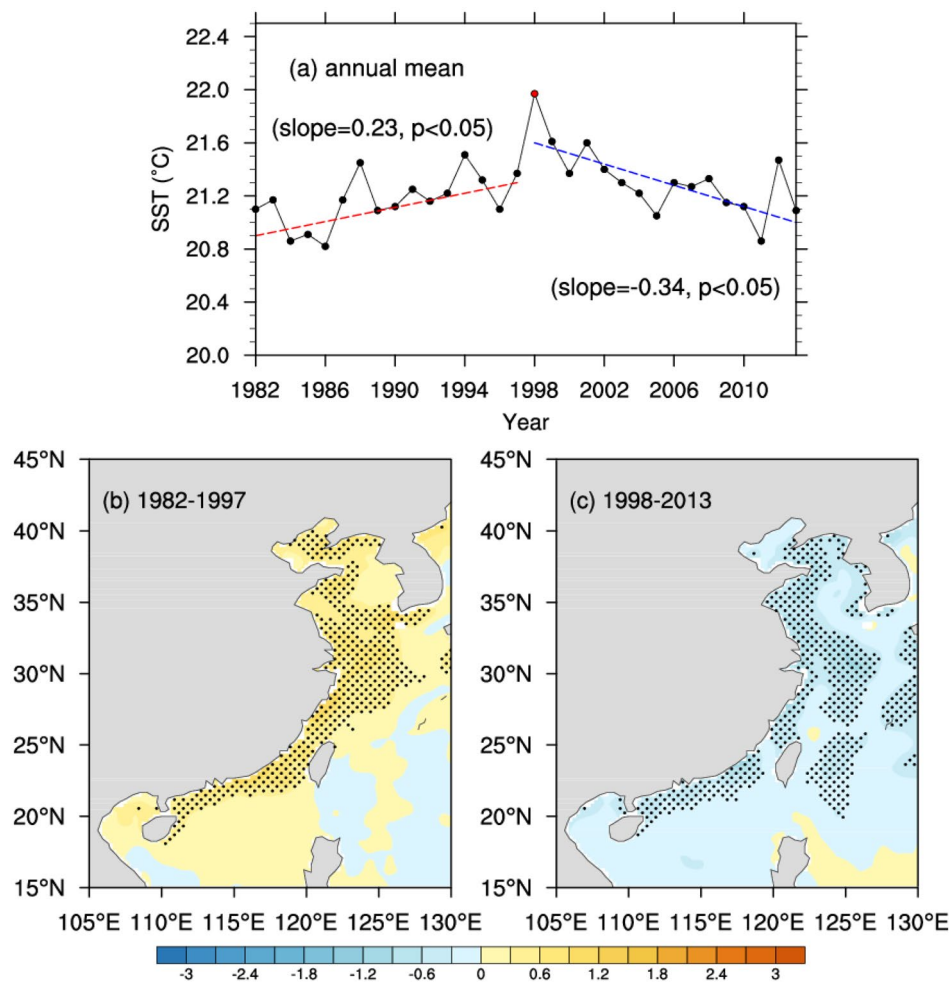 22.4
(a) annual mean
22.0
(slope=0.23, p<0.05)
21.6
SST (°C)
21.2
20.8
(slope=-0.34, p<0.05)
20.4
20.0
1982 1986 1990 1994 1998 2002 2006 2010
Year
45°N 45°N
(b) 1982-1997 (c) 1998-2013
40°N 40°N
35°N 35°N
30°N 30°N
25°N 25°N
20°N 20°N
15°N 15°N
105°E 110°E 115°E 120°E 125°E 130°E 105°E 110°E 115°E 120°E 125°E 130°E
-3 -2.4 -1.8 -1.2 -0.6 0 0.6 1.2 1.8 2.4 3